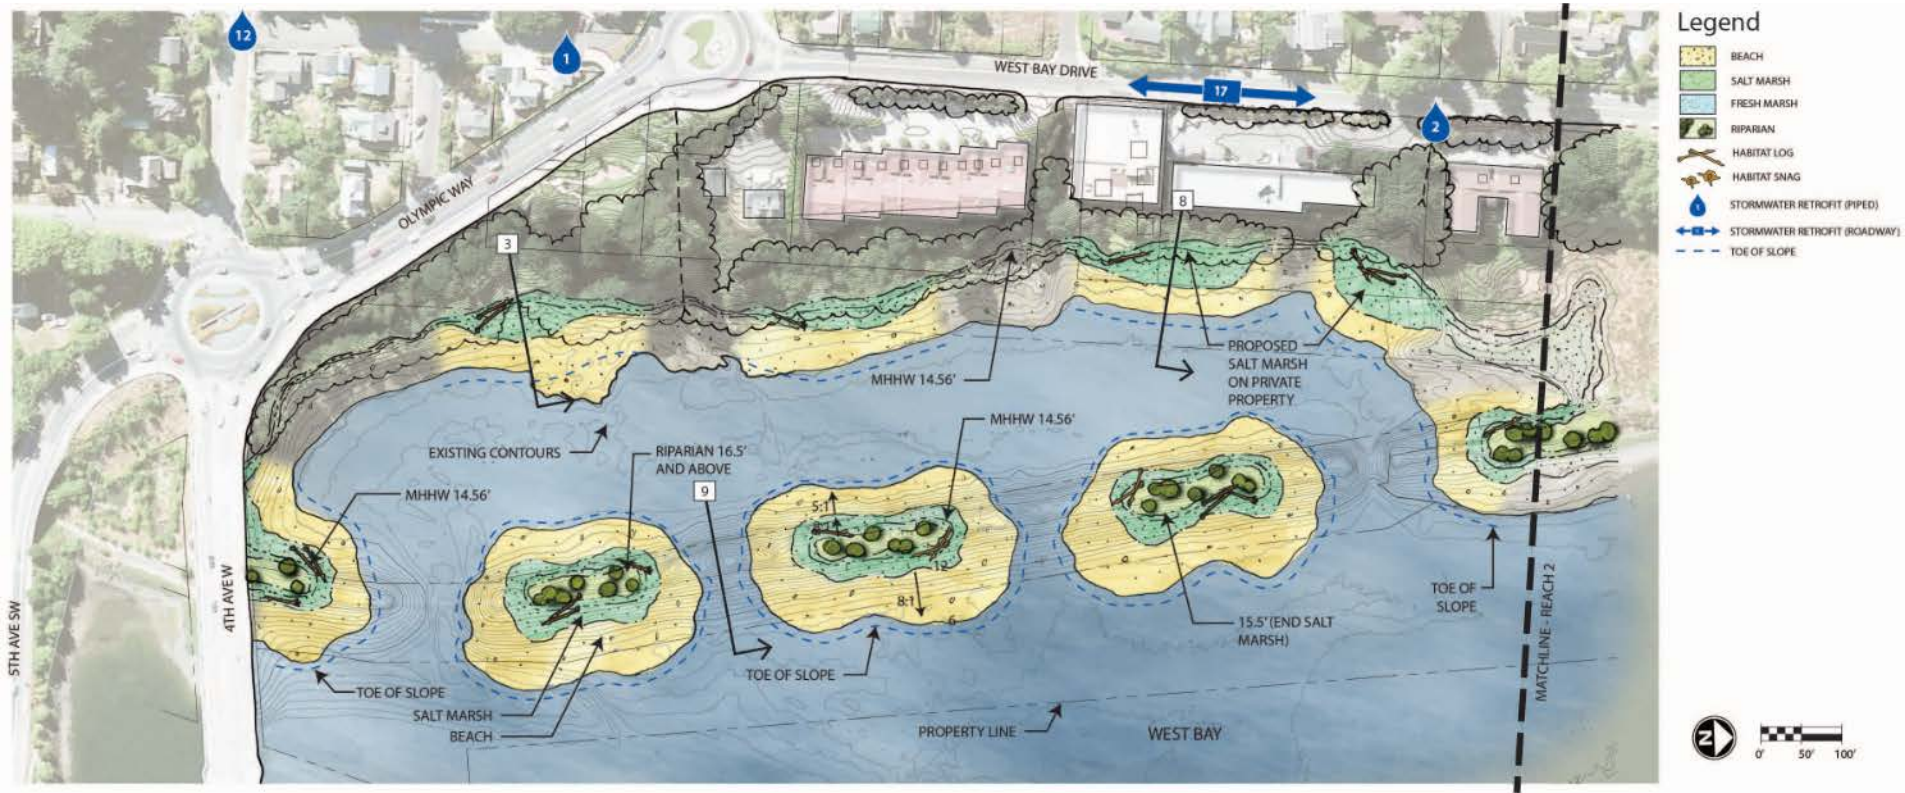 12
1
WEST BAY DRIVE
17
2
OLYMPIC WAY
3
8
MHHW 14.56'
PROPOSED
SALT MARSH
ON PRIVATE
PROPERTY
EXISTING CONTOURS
RIPARIAN 16.5'
AND ABOVE
MHHW 14.56'
9
MHHW 14.56'
5:1
12
8:1
6
15.5' (END SALT
MARSH)
TOE OF
SLOPE
TOE OF SLOPE
TOE OF SLOPE
SALT MARSH
BEACH
PROPERTY LINE
WEST BAY
5TH AVE SW
4TH AVE W
MATCHLINE - REACH 2
Legend
BEACH
SALT MARSH
FRESH MARSH
RIPARIAN
HABITAT LOG
HABITAT SNAG
1
STORMWATER RETROFIT (PIPED)
STORMWATER RETROFIT (ROADWAY)
TOE OF SLOPE
N
0' 50' 100'